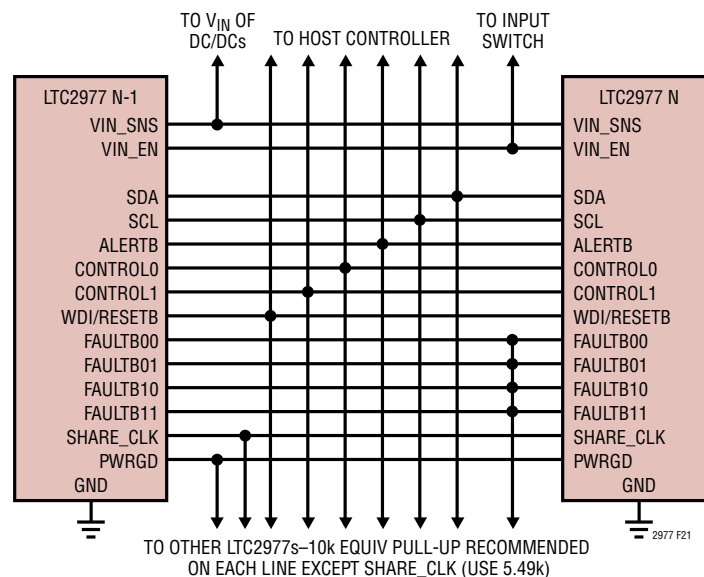 TO VIN OF
DC/DCs
TO HOST CONTROLLER
TO INPUT
SWITCH
LTC2977 N-1
VIN_SNS
VIN_EN
SDA
SCL
ALERTB
CONTROL0
CONTROL1
WDI/RESETB
FAULTB00
FAULTB01
FAULTB10
FAULTB11
SHARE_CLK
PWRGD
GND
LTC2977 N
VIN_SNS
VIN_EN
SDA
SCL
ALERTB
CONTROL0
CONTROL1
WDI/RESETB
FAULTB00
FAULTB01
FAULTB10
FAULTB11
SHARE_CLK
PWRGD
GND
2977 F21
TO OTHER LTC2977s–10k EQUIV PULL-UP RECOMMENDED
ON EACH LINE EXCEPT SHARE_CLK (USE 5.49k)